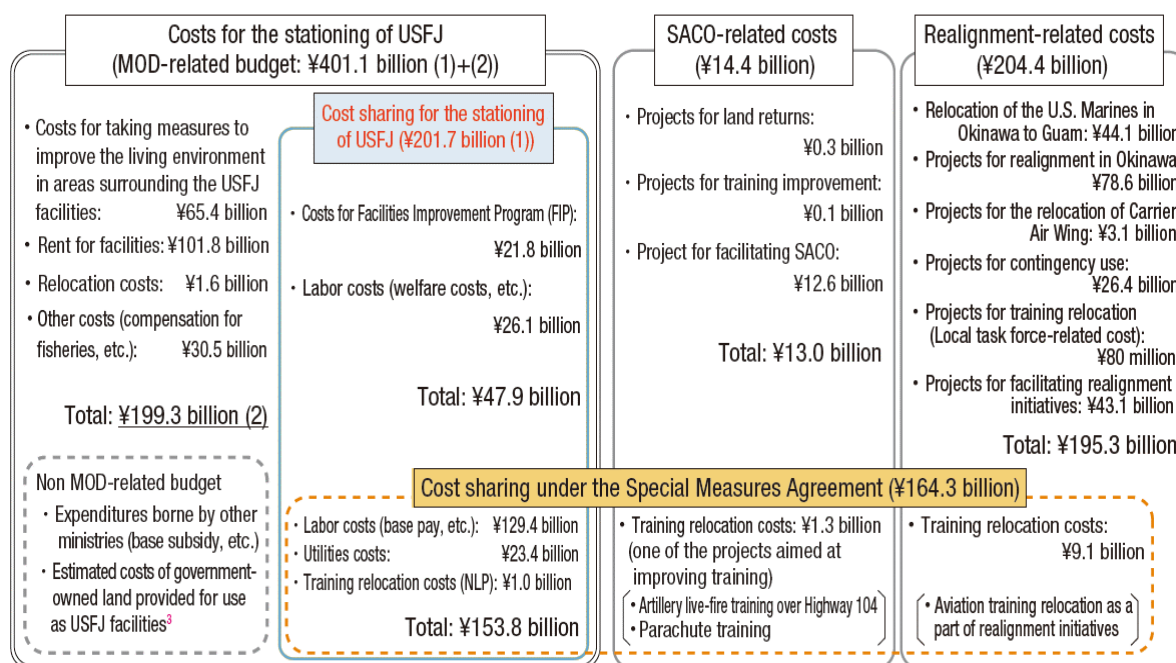 Costs for the stationing of USFJ
(MOD-related budget: ¥401.1 billion (1)+(2))
Cost sharing for the stationing
of USFJ (¥201.7 billion (1))
• Costs for taking measures to
improve the living environment
in areas surrounding the USFJ
facilities: ¥65.4 billion
• Rent for facilities: ¥101.8 billion
• Relocation costs: ¥1.6 billion
• Other costs (compensation for
fisheries, etc.): ¥30.5 billion
Total: ¥199.3 billion (2)
• Costs for Facilities Improvement Program (FIP):
¥21.8 billion
• Labor costs (welfare costs, etc.):
¥26.1 billion
Total: ¥47.9 billion
SACO-related costs
(¥14.4 billion)
• Projects for land returns:
¥0.3 billion
• Projects for training improvement:
¥0.1 billion
• Project for facilitating SACO:
¥12.6 billion
Total: ¥13.0 billion
Realignment-related costs
(¥204.4 billion)
• Relocation of the U.S. Marines in
Okinawa to Guam: ¥44.1 billion
• Projects for realignment in Okinawa
¥78.6 billion
• Projects for the relocation of Carrier
Air Wing: ¥3.1 billion
• Projects for contingency use:
¥26.4 billion
• Projects for training relocation
(Local task force-related cost):
¥80 million
• Projects for facilitating realignment
initiatives: ¥43.1 billion
Total: ¥195.3 billion
Non MOD-related budget
• Expenditures borne by other
ministries (base subsidy, etc.)
• Estimated costs of government-
owned land provided for use
as USFJ facilities3
Cost sharing under the Special Measures Agreement (¥164.3 billion)
• Labor costs (base pay, etc.): ¥129.4 billion
• Utilities costs: ¥23.4 billion
• Training relocation costs (NLP): ¥1.0 billion
Total: ¥153.8 billion
• Training relocation costs: ¥1.3 billion
(one of the projects aimed at
improving training)
• Artillery live-fire training over Highway 104
• Parachute training
• Training relocation costs:
¥9.1 billion
• Aviation training relocation as a
part of realignment initiatives